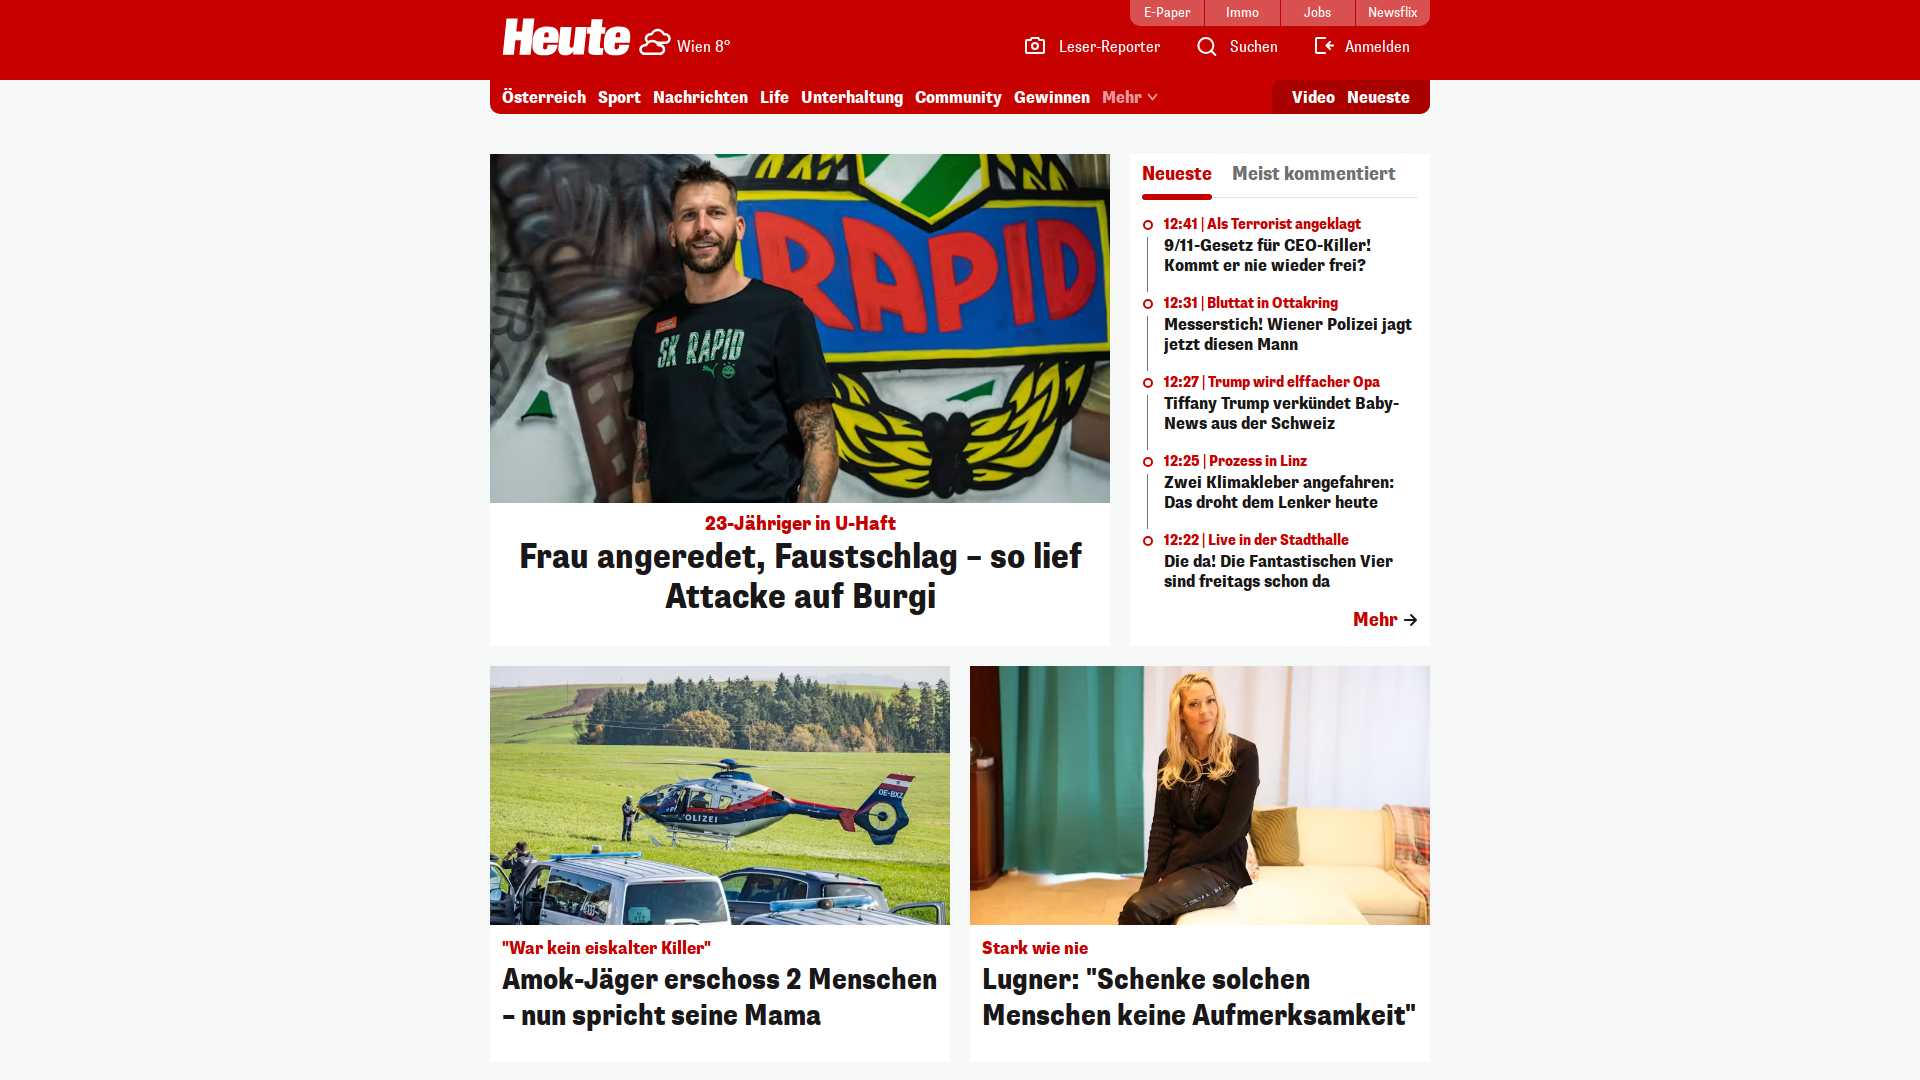 E-Paper
Immo
Jobs
Newsflix
Heute
Wien 8°
Leser-Reporter
Suchen
Anmelden
Österreich
Sport
Nachrichten
Life
Unterhaltung
Community
Gewinnen
Mehr
Video
Neueste
RAPID
SK RAPID
23-Jähriger in U-Haft
Frau angeredet, Faustschlag – so lief
Attacke auf Burgi
Neueste
Meist kommentiert
12:41 | Als Terrorist angeklagt
9/11-Gesetz für CEO-Killer!
Kommt er nie wieder frei?
12:31 | Bluttat in Ottakring
Messerstich! Wiener Polizei jagt
jetzt diesen Mann
12:27 | Trump wird elffacher Opa
Tiffany Trump verkündet Baby-
News aus der Schweiz
12:25 | Prozess in Linz
Zwei Klimakleber angefahren:
Das droht dem Lenker heute
12:22 | Live in der Stadthalle
Die da! Die Fantastischen Vier
sind freitags schon da
Mehr
OE-BXZ
POLIZEI
"War kein eiskalter Killer"
Amok-Jäger erschoss 2 Menschen
– nun spricht seine Mama
Stark wie nie
Lugner: "Schenke solchen
Menschen keine Aufmerksamkeit"